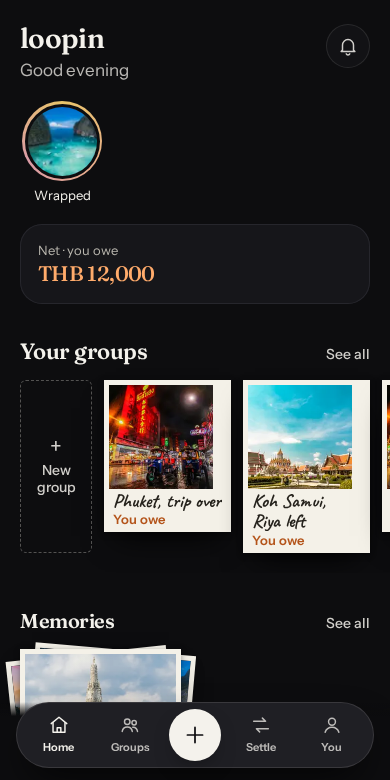 loopin
Good evening
Wrapped
Net · you owe
THB 12,000
Your groups
See all
+
New
group
Phuket, trip over
You owe
Koh Samui,
Riya left
You owe
Memories
See all
Home
Groups
+
Settle
You